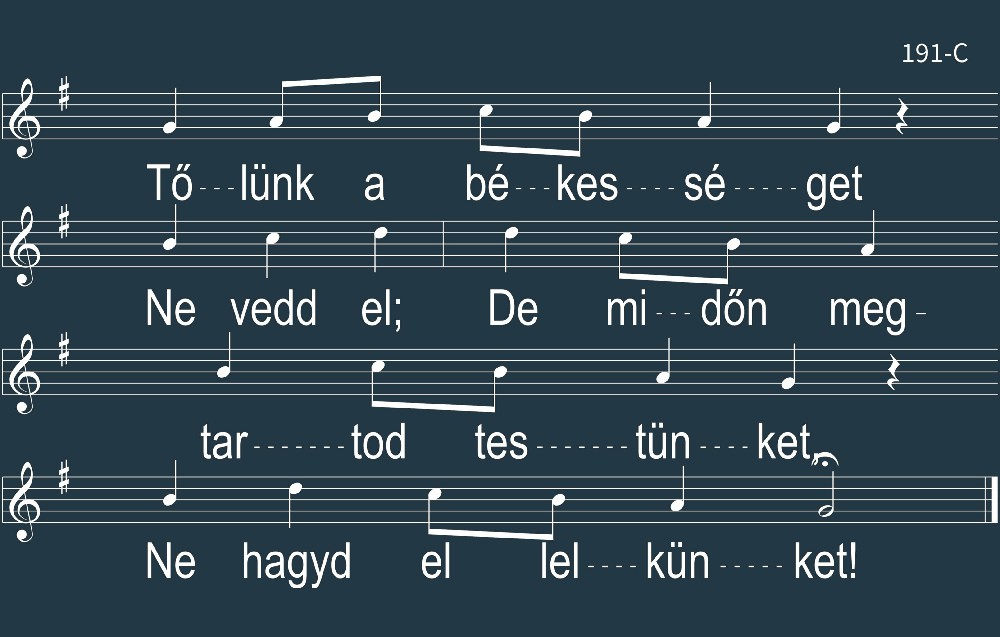 191-C
Tő---lünk a bé---kes----sé-----get
Ne vedd el; De mi---dőn meg-
tar-------tod tes------tün----ket,
Ne hagyd el lel----kün-----ket!